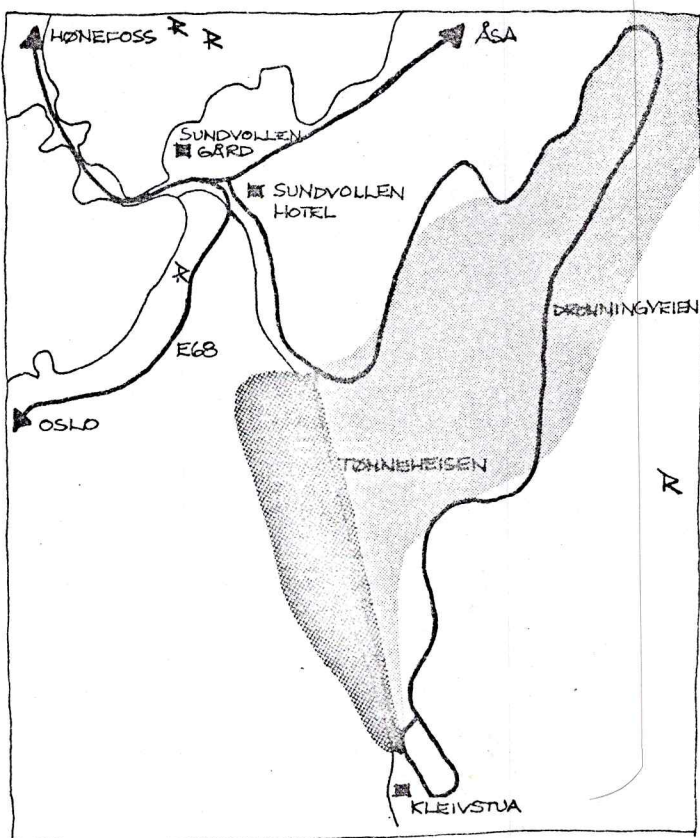 HØNEFOSS
ÅSA
SUNDVOLLEN
GÅRD
SUNDVOLLEN
HOTEL
DRONNINGVEIEN
E68
OSLO
TØNNEHEISEN
KLEIVSTUA